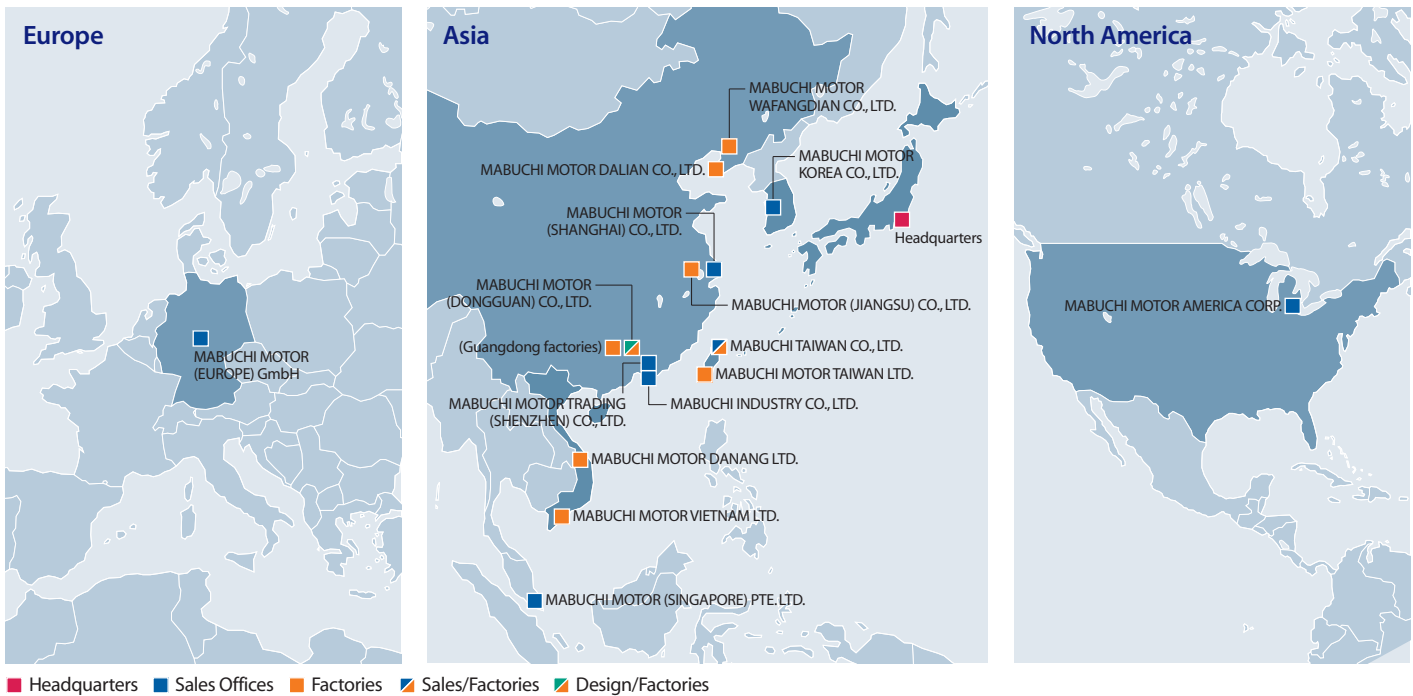 Europe
MABUCHI MOTOR
(EUROPE) GmbH
Asia
MABUCHI MOTOR
WAFANGDIAN CO., LTD.
MABUCHI MOTOR DALIAN CO., LTD.
MABUCHI MOTOR
KOREA CO., LTD.
MABUCHI MOTOR
(SHANGHAI) CO., LTD.
Headquarters
MABUCHI MOTOR
(DONGGUAN) CO., LTD.
MABUCHI.MOTOR (JIANGSU) CO., LTD.
(Guangdong factories)
MABUCHI TAIWAN CO., LTD.
MABUCHI MOTOR TAIWAN LTD.
MABUCHI MOTOR TRADING
(SHENZHEN) CO., LTD.
MABUCHI INDUSTRY CO., LTD.
MABUCHI MOTOR DANANG LTD.
MABUCHI MOTOR VIETNAM LTD.
MABUCHI MOTOR (SINGAPORE) PTE. LTD.
North America
MABUCHI MOTOR AMERICA CORP.
Headquarters Sales Offices Factories Sales/Factories Design/Factories